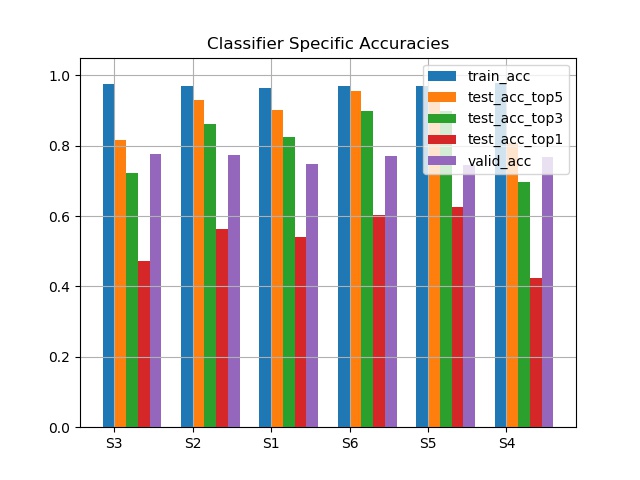 Classifier Specific Accuracies
train_acc
test_acc_top5
test_acc_top3
test_acc_top1
valid_acc
1.0
0.8
0.6
0.4
0.2
0.0
S3 S2 S1 S6 S5 S4